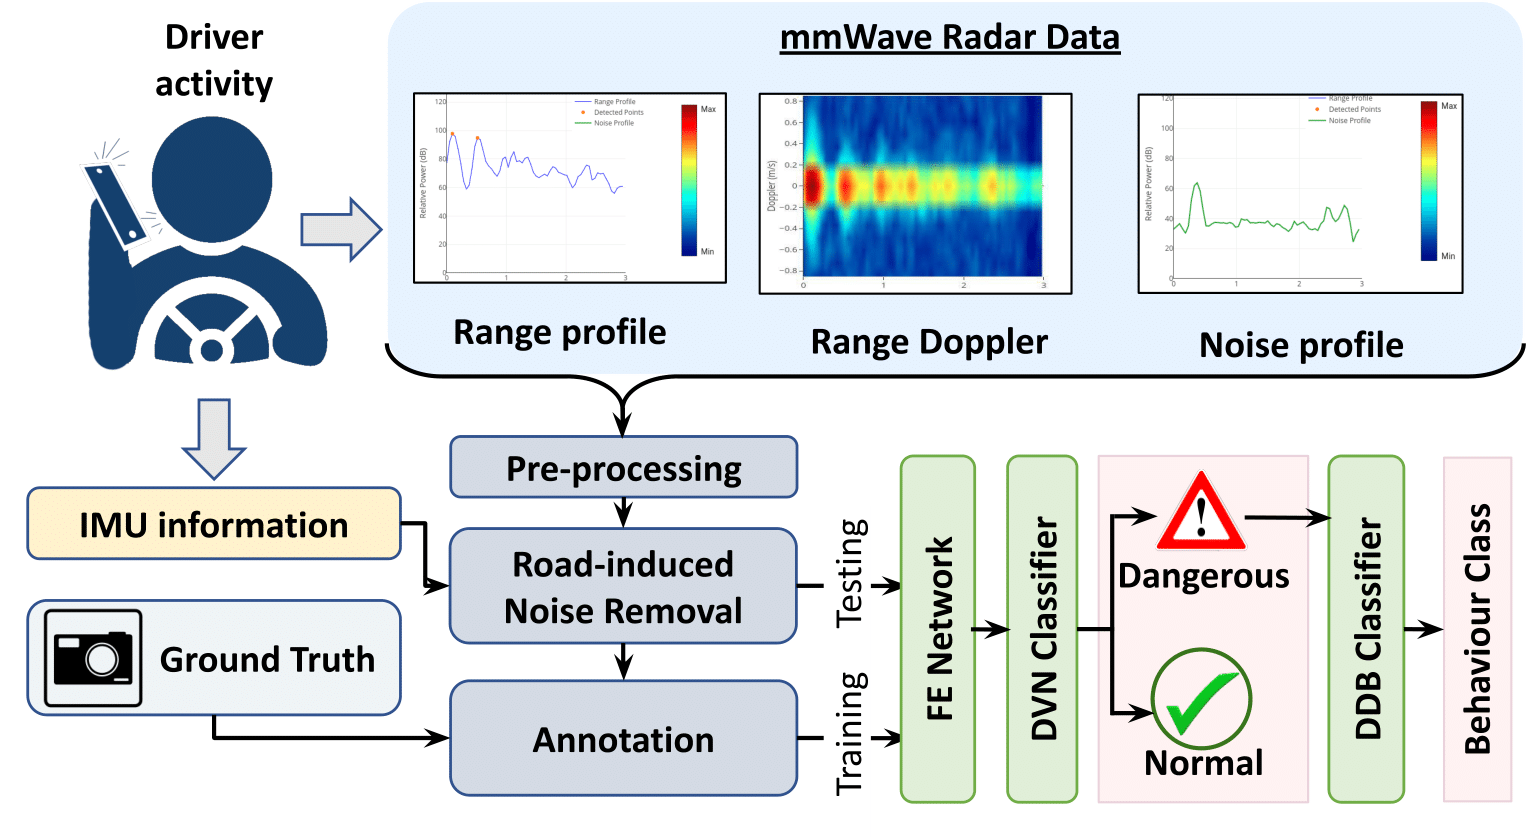 Driver
activity
mmWave Radar Data
Range Profile
Detected Points
Noise Profile
Relative Power (dB)
120
100
80
60
40
20
0
0 1 2 3
Max
Min
Range profile
Doppler (m/s)
0.8
0.6
0.4
0.2
0
−0.2
−0.4
−0.6
−0.8
0 1 2 3
Range Doppler
Range Profile
Detected Points
Noise Profile
Relative Power (dB)
120
100
80
60
40
20
0
0 1 2 3
Max
Min
Noise profile
Pre-processing
IMU information
Road-induced
Noise Removal
Ground Truth
Annotation
Testing
Training
FE Network
DVN Classifier
!
Dangerous
Normal
DDB Classifier
Behaviour Class